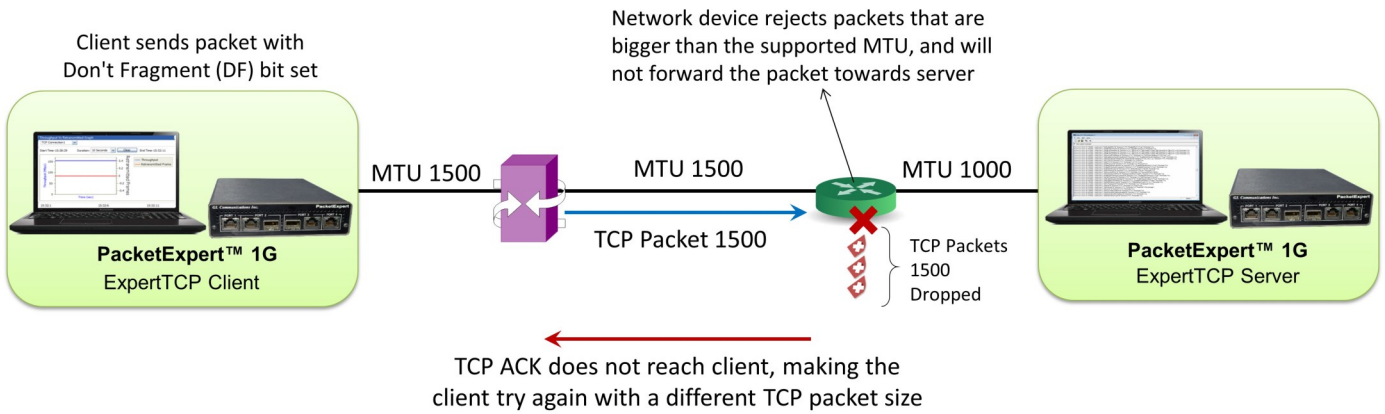 Client sends packet with
Don't Fragment (DF) bit set
Network device rejects packets that are
bigger than the supported MTU, and will
not forward the packet towards server
MTU 1500
MTU 1500
MTU 1000
TCP Packet 1500
TCP Packets
1500
Dropped
PacketExpert
PacketExpert™ 1G
ExpertTCP Client
PacketExpert
PacketExpert™ 1G
ExpertTCP Server
TCP ACK does not reach client, making the
client try again with a different TCP packet size